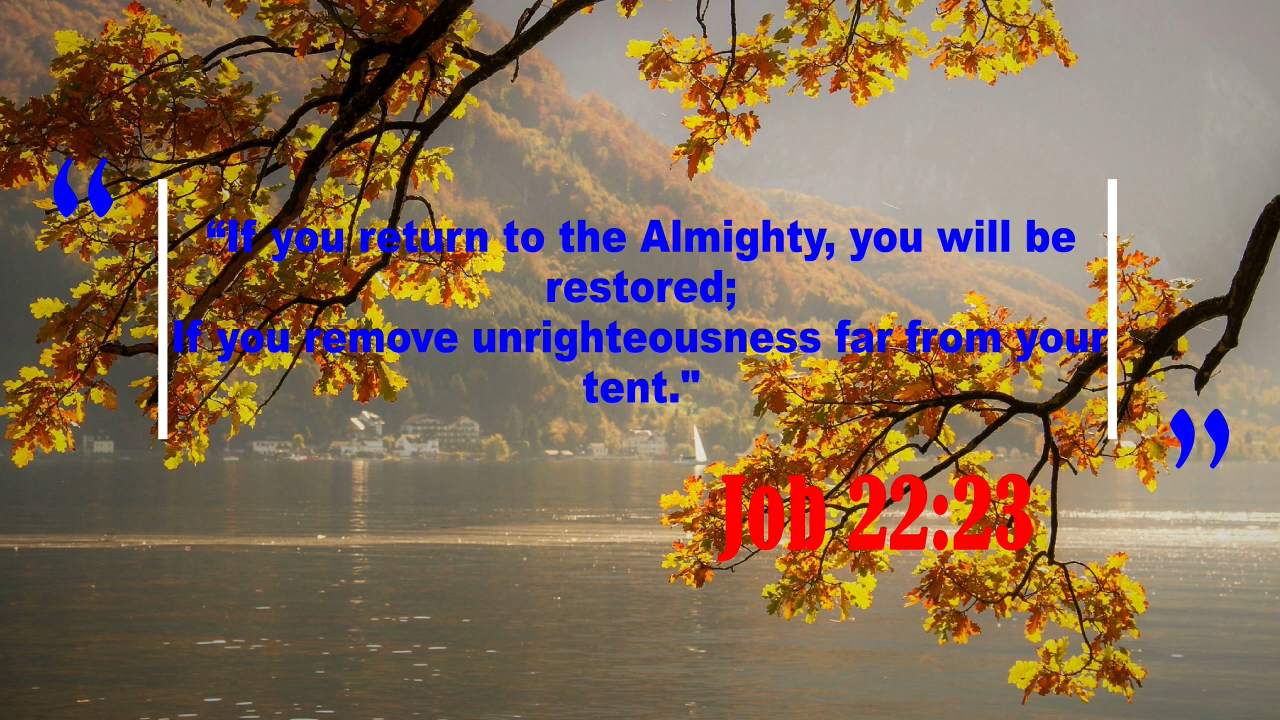 “
“If you return to the Almighty, you will be
restored;
If you remove unrighteousness far from your
tent."
”
Job 22:23